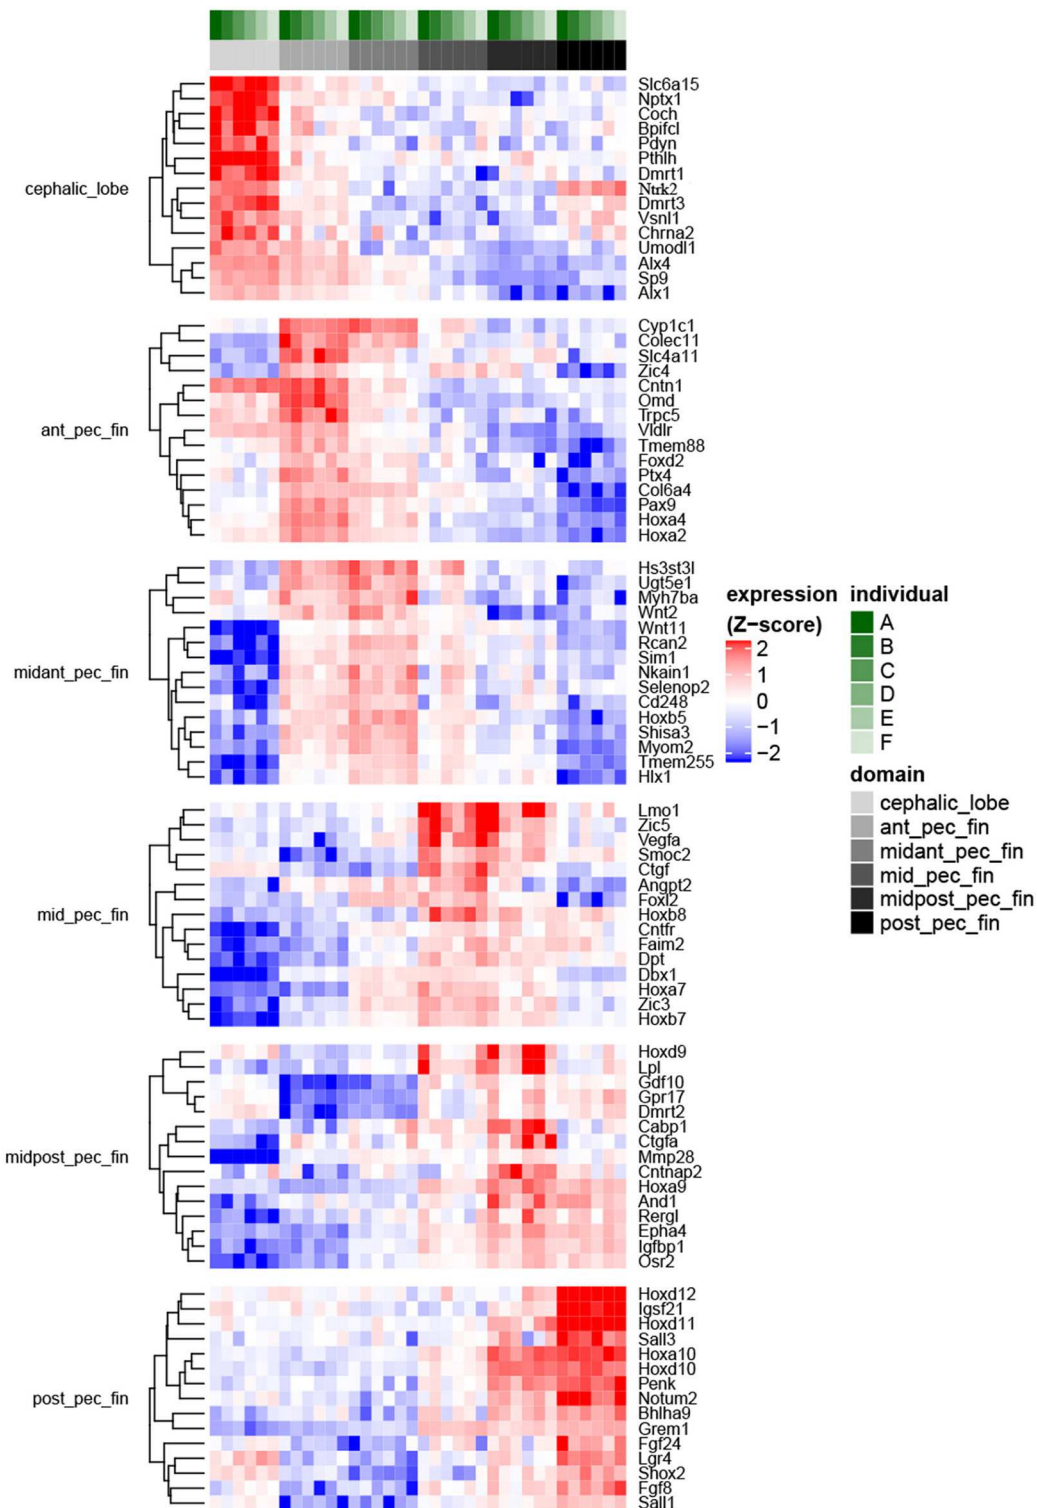 Slc6a15
Nptx1
Coch
Bpifcl
Pdyn
Pthlh
Dmrt1
cephalic_lobe
Ntrk2
Dmrt3
Vsnl1
Chrna2
Umodl1
Alx4
Sp9
Alx1
Cyp1c1
Colec11
Slc4a11
Zic4
Cntn1
Omd
Trpc5
ant_pec_fin
Vldlr
Tmem88
Foxd2
Ptx4
Col6a4
Pax9
Hoxa4
Hoxa2
Hs3st3l
Ugt5e1
Myh7ba
Wnt2
Wnt11
Rcan2
Sim1
midant_pec_fin
Nkain1
Selenop2
Cd248
Hoxb5
Shisa3
Myom2
Tmem255
Hlx1
Lmo1
Zic5
Vegfa
Smoc2
Ctgf
Angpt2
Foxl2
mid_pec_fin
Hoxb8
Cntfr
Faim2
Dpt
Dbx1
Hoxa7
Zic3
Hoxb7
Hoxd9
Lpl
Gdf10
Gpr17
Dmrt2
Cabp1
Ctgfa
midpost_pec_fin
Mmp28
Cntnap2
Hoxa9
And1
Rergl
Epha4
Igfbp1
Osr2
Hoxd12
Igsf21
Hoxd11
Sall3
Hoxa10
Hoxd10
Penk
post_pec_fin
Notum2
Bhlha9
Grem1
Fgf24
Lgr4
Shox2
Fgf8
Sall1
expression
(Z−score)
2
1
0
−1
−2
individual
A
B
C
D
E
F
domain
cephalic_lobe
ant_pec_fin
midant_pec_fin
mid_pec_fin
midpost_pec_fin
post_pec_fin